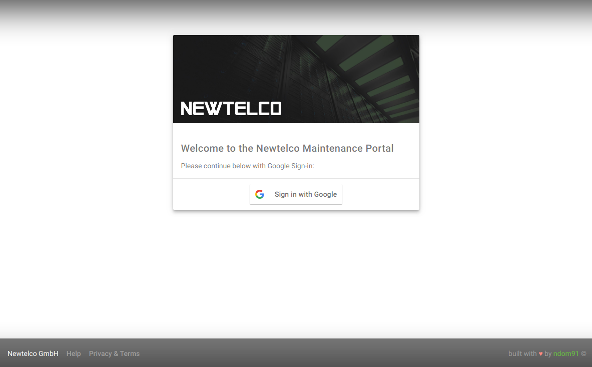 NEWTELCO
Welcome to the Newtelco Maintenance Portal
Please continue below with Google Sign-in:
Sign in with Google
Newtelco GmbH Help Privacy & Terms
built with ♥ by ndom91 ©